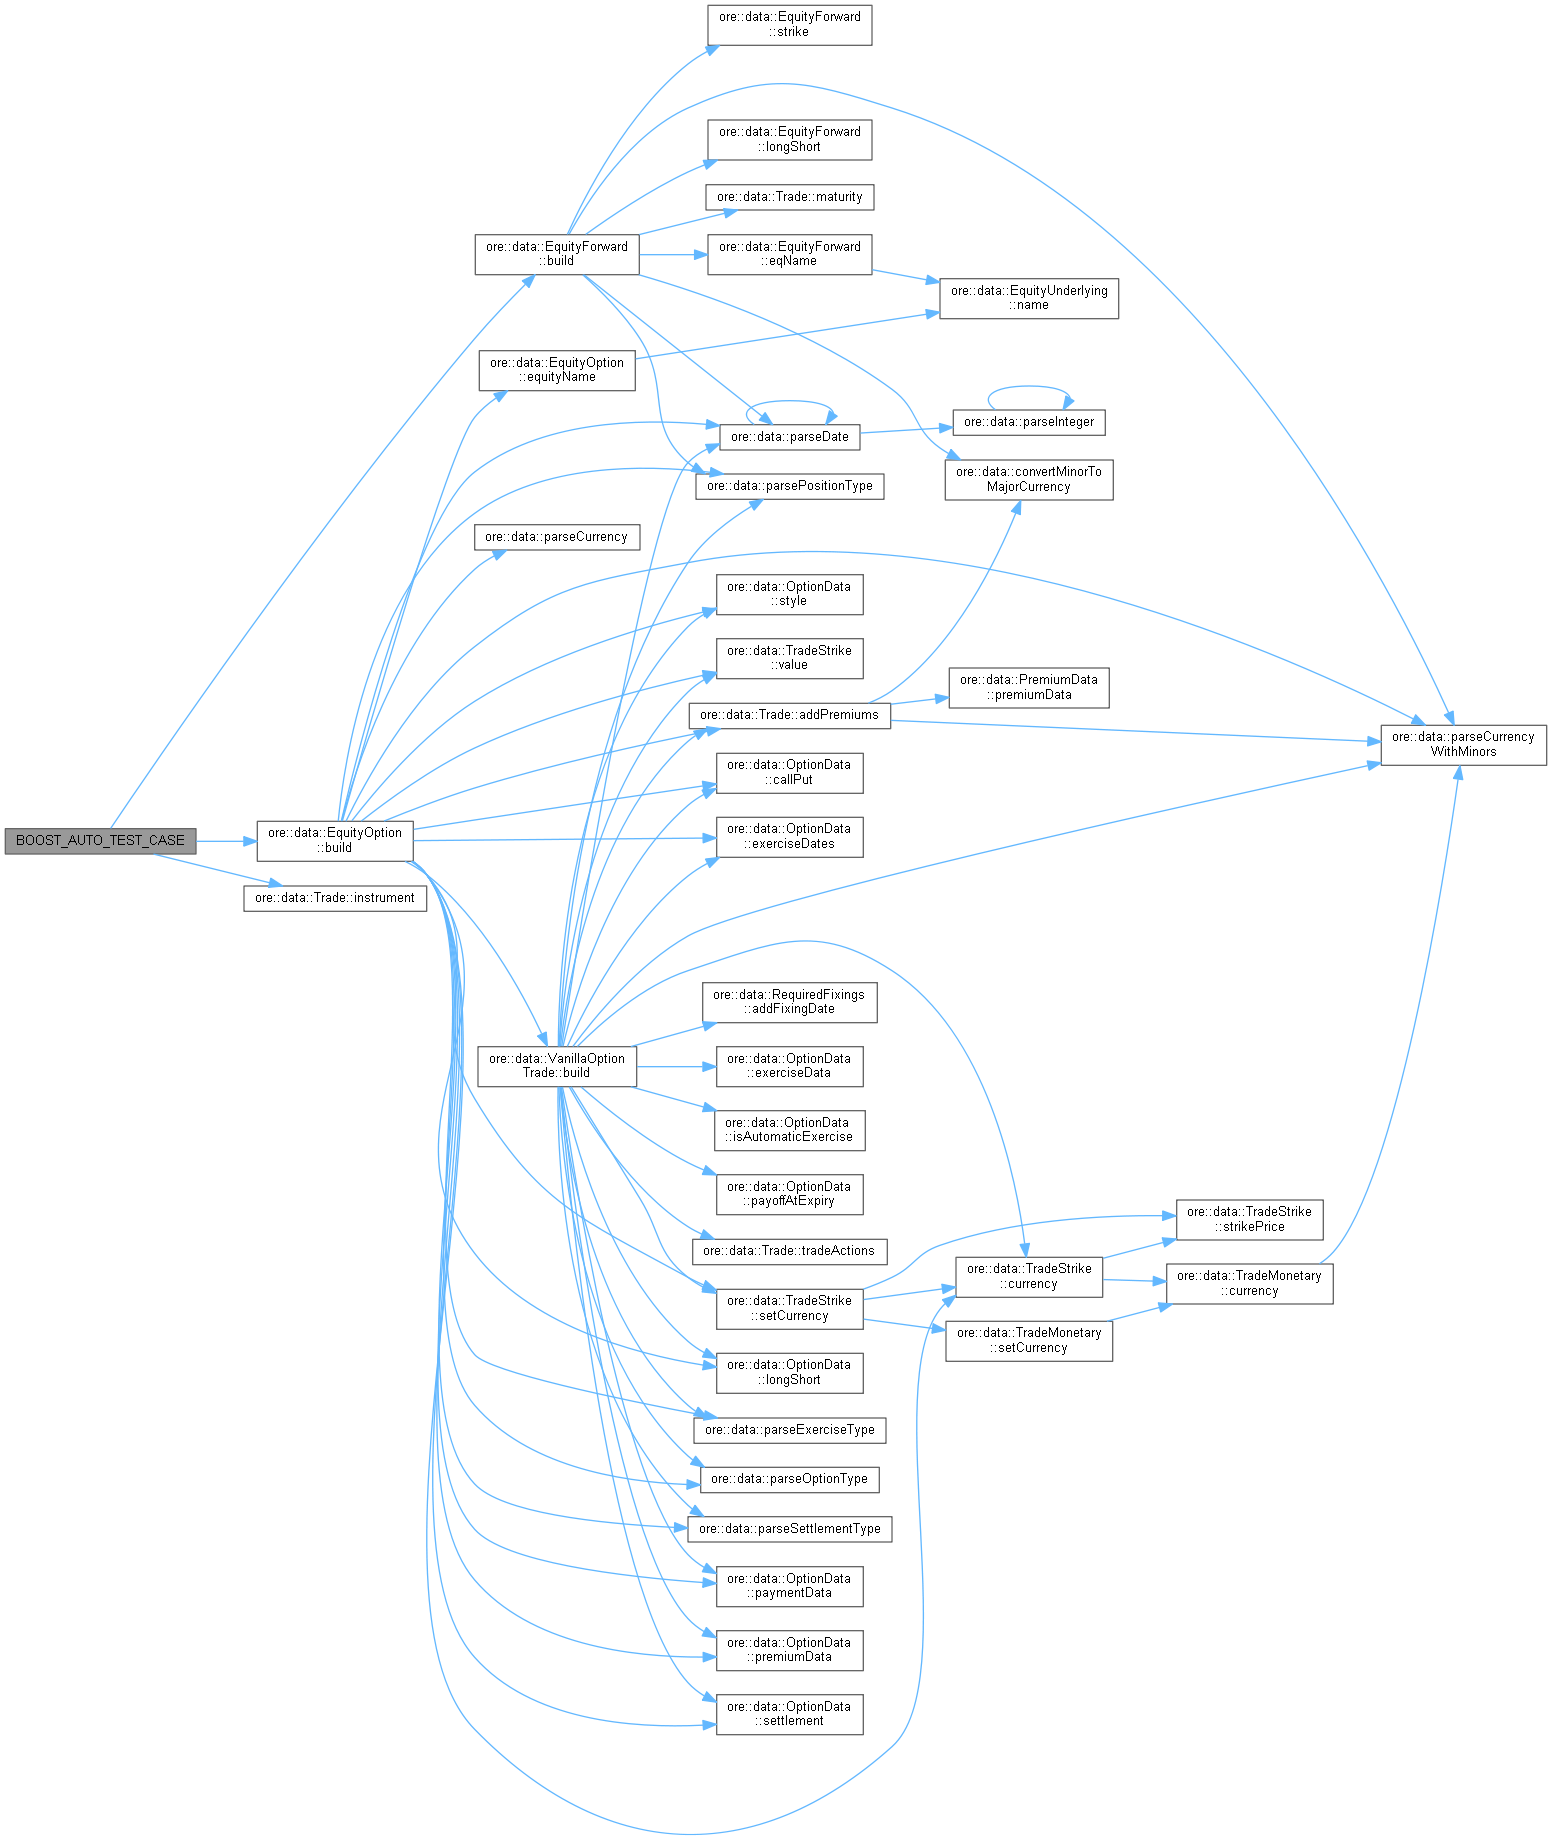 ore::data::EquityForward
::strike
ore::data::EquityForward
::longShort
ore::data::Trade::maturity
ore::data::EquityForward
::build
ore::data::EquityForward
::eqName
ore::data::EquityUnderlying
::name
ore::data::EquityOption
::equityName
ore::data::parseDate
ore::data::parseInteger
ore::data::convertMinorTo
MajorCurrency
ore::data::parsePositionType
ore::data::parseCurrency
ore::data::OptionData
::style
ore::data::TradeStrike
::value
ore::data::PremiumData
::premiumData
ore::data::Trade::addPremiums
ore::data::parseCurrency
WithMinors
ore::data::OptionData
::callPut
BOOST_AUTO_TEST_CASE
ore::data::EquityOption
::build
ore::data::OptionData
::exerciseDates
ore::data::Trade::instrument
ore::data::RequiredFixings
::addFixingDate
ore::data::VanillaOption
Trade::build
ore::data::OptionData
::exerciseData
ore::data::OptionData
::isAutomaticExercise
ore::data::OptionData
::payoffAtExpiry
ore::data::TradeStrike
::strikePrice
ore::data::Trade::tradeActions
ore::data::TradeStrike
::currency
ore::data::TradeMonetary
::currency
ore::data::TradeStrike
::setCurrency
ore::data::TradeMonetary
::setCurrency
ore::data::OptionData
::longShort
ore::data::parseExerciseType
ore::data::parseOptionType
ore::data::parseSettlementType
ore::data::OptionData
::paymentData
ore::data::OptionData
::premiumData
ore::data::OptionData
::settlement